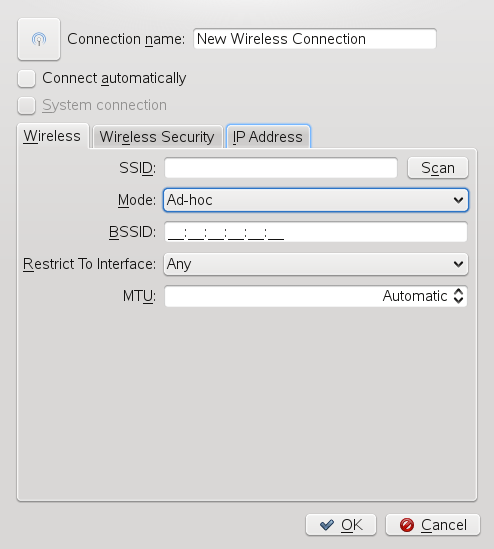 Connection name: New Wireless Connection
Connect automatically
System connection
Wireless Wireless Security IP Address
SSID: Scan
Mode: Ad-hoc
BSSID: __:__:__:__:__:__
Restrict To Interface: Any
MTU: Automatic
OK Cancel